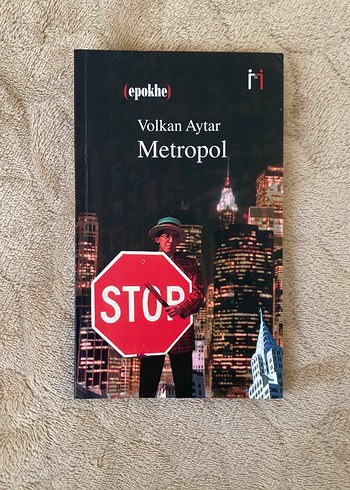 (epokhe)
Volkan Aytar
Metropol
STOP